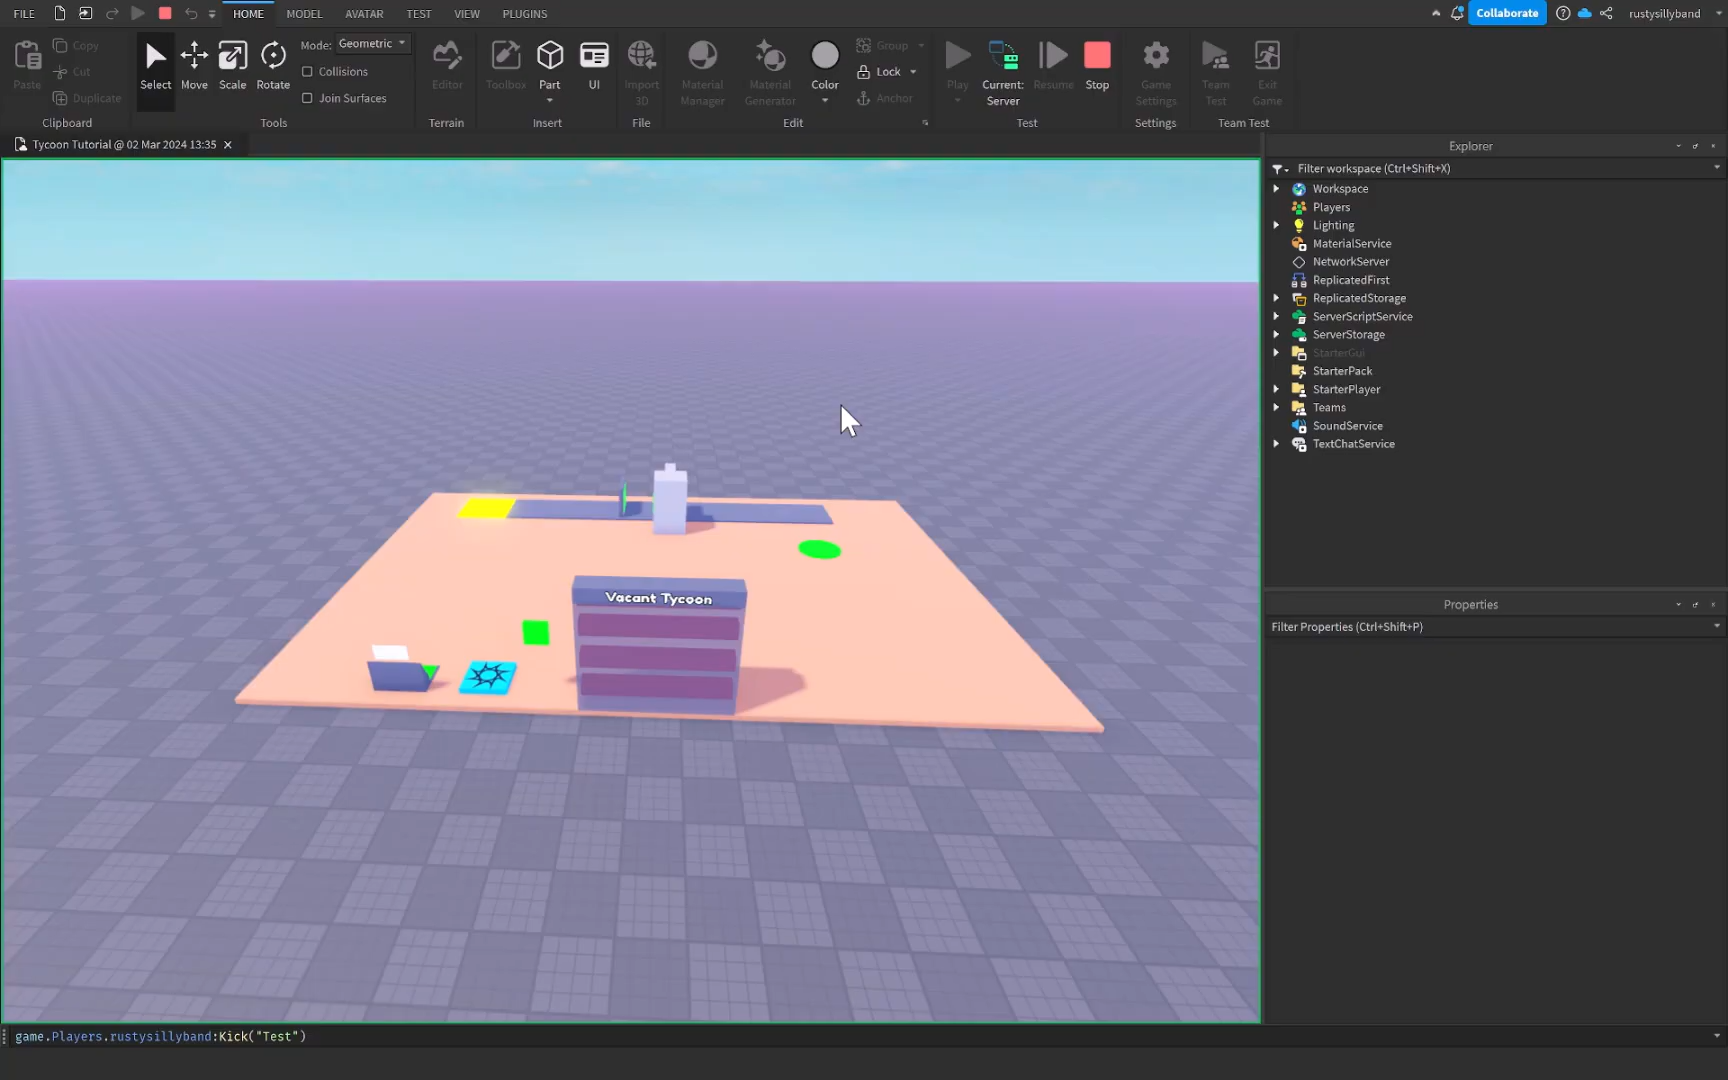 FILE HOME MODEL AVATAR TEST VIEW PLUGINS Collaborate rustysillyband
Paste Copy Cut Duplicate Clipboard
Select Move Scale Rotate Mode: Geometric Collisions Join Surfaces Tools
Editor Terrain
Toolbox Part UI Insert
Import 3D File
Material Manager Material Generator Color Group Lock Anchor Edit
Play Current: Server Resume Stop Test
Game Settings Settings
Team Test Exit Game Team Test
Tycoon Tutorial @ 02 Mar 2024 13:35
Vacant Tycoon
Explorer
Filter workspace (Ctrl+Shift+X)
Workspace
Players
Lighting
MaterialService
NetworkServer
ReplicatedFirst
ReplicatedStorage
ServerScriptService
ServerStorage
StarterGui
StarterPack
StarterPlayer
Teams
SoundService
TextChatService
Properties
Filter Properties (Ctrl+Shift+P)
game.Players.rustysillyband:Kick("Test")